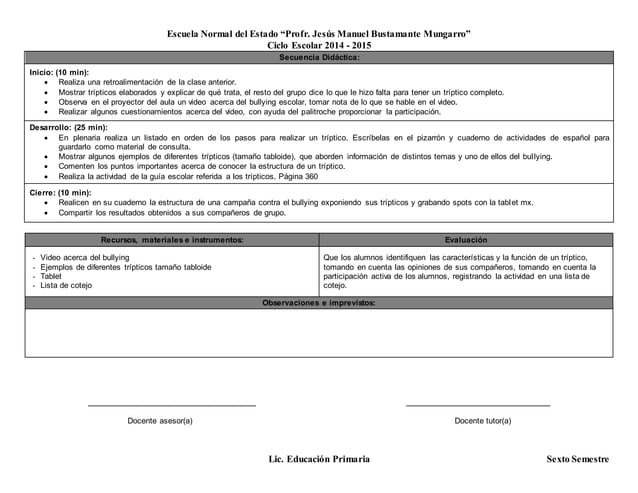 Escuela Normal del Estado “Profr. Jesús Manuel Bustamante Mungarro”
Ciclo Escolar 2014 - 2015
Secuencia Didáctica:
Inicio: (10 min):
• Realiza una retroalimentación de la clase anterior.
• Mostrar trípticos elaborados y explicar de qué trata, el resto del grupo dice lo que le hizo falta para tener un tríptico completo.
• Observa en el proyector del aula un video acerca del bullying escolar, tomar nota de lo que se hable en el video.
• Realizar algunos cuestionamientos acerca del video, con ayuda del palitroche proporcionar la participación.
Desarrollo: (25 min):
• En plenaria realiza un listado en orden de los pasos para realizar un tríptico. Escríbelas en el pizarrón y cuaderno de actividades de español para
guardarlo como material de consulta.
• Mostrar algunos ejemplos de diferentes trípticos (tamaño tabloide), que aborden información de distintos temas y uno de ellos del bullying.
• Comenten los puntos importantes acerca de conocer la estructura de un tríptico.
• Realiza la actividad de la guía escolar referida a los trípticos. Página 360
Cierre: (10 min):
• Realicen en su cuaderno la estructura de una campaña contra el bullying exponiendo sus trípticos y grabando spots con la tablet mx.
• Compartir los resultados obtenidos a sus compañeros de grupo.
Recursos, materiales e instrumentos:
- Video acerca del bullying
- Ejemplos de diferentes trípticos tamaño tabloide
- Tablet
- Lista de cotejo
Evaluación
Que los alumnos identifiquen las características y la función de un tríptico,
tomando en cuenta las opiniones de sus compañeros, tomando en cuenta la
participación activa de los alumnos, registrando la actividad en una lista de
cotejo.
Observaciones e imprevistos:
Docente asesor(a)
Docente tutor(a)
Lic. Educación Primaria
Sexto Semestre